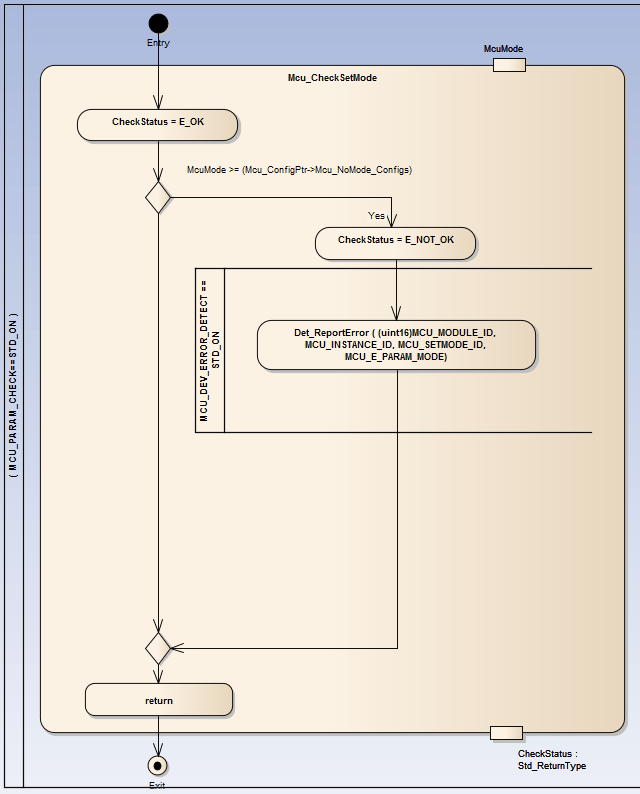 Entry
McuMode
Mcu_CheckSetMode
CheckStatus = E_OK
McuMode >= (Mcu_ConfigPtr->Mcu_NoMode_Configs)
Yes
CheckStatus = E_NOT_OK
MCU_DEV_ERROR_DETECT ==
STD_ON
Det_ReportError ( (uint16)MCU_MODULE_ID,
MCU_INSTANCE_ID, MCU_SETMODE_ID,
MCU_E_PARAM_MODE)
( MCU_PARAM_CHECK==STD_ON )
return
CheckStatus :
Std_ReturnType
Exit